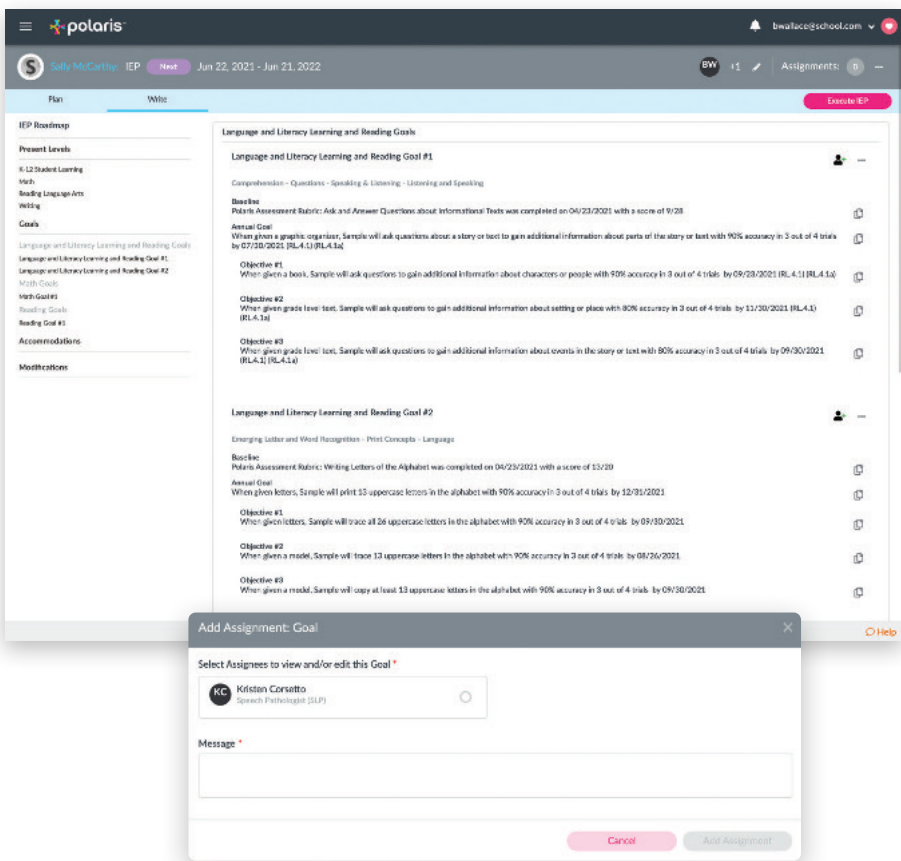 polaris
bwallace@school.com
S Sally McCarthy: IEP Next Jun 22, 2021 - Jun 21, 2022
BW +1 Assignments: 0
Plan Write
Execute IEP
IEP Roadmap
Present Levels
K-12 Student Learning
Math
Reading Language Arts
Writing
Goals
Language and Literacy Learning and Reading Goals
Language and Literacy Learning and Reading Goal #1
Language and Literacy Learning and Reading Goal #2
Math Goals
Math Goal #1
Reading Goals
Reading Goal #1
Accommodations
Modifications
Language and Literacy Learning and Reading Goals
Language and Literacy Learning and Reading Goal #1
Comprehension - Questions - Speaking & Listening - Listening and Speaking
Baseline
Polaris Assessment Rubric: Ask and Answer Questions about Informational Texts was completed on 04/23/2021 with a score of 9/28
Annual Goal
When given a graphic organizer, Sample will ask questions about a story or text to gain additional information about parts of the story or text with 90% accuracy in 3 out of 4 trials
by 07/30/2021 (RL.4.1) (RL.4.1a)
Objective #1
When given a book, Sample will ask questions to gain additional information about characters or people with 90% accuracy in 3 out of 4 trials by 09/23/2021 (RL.4.1) (RL.4.1a)
Objective #2
When given grade level text, Sample will ask questions to gain additional information about setting or place with 80% accuracy in 3 out of 4 trials by 11/30/2021 (RL.4.1)
(RL.4.1a)
Objective #3
When given grade level text, Sample will ask questions to gain additional information about events in the story or text with 80% accuracy in 3 out of 4 trials by 09/30/2021
(RL.4.1) (RL.4.1a)
Language and Literacy Learning and Reading Goal #2
Emerging Letter and Word Recognition - Print Concepts - Language
Baseline
Polaris Assessment Rubric: Writing Letters of the Alphabet was completed on 04/23/2021 with a score of 13/20
Annual Goal
When given letters, Sample will print 13 uppercase letters in the alphabet with 90% accuracy in 3 out of 4 trials by 12/31/2021
Objective #1
When given letters, Sample will trace all 26 uppercase letters in the alphabet with 90% accuracy in 3 out of 4 trials by 09/30/2021
Objective #2
When given a model, Sample will trace 13 uppercase letters in the alphabet with 90% accuracy in 3 out of 4 trials by 08/26/2021
Objective #3
When given a model, Sample will copy at least 13 uppercase letters in the alphabet with 90% accuracy in 3 out of 4 trials by 09/30/2021
Help
Add Assignment: Goal
Select Assignees to view and/or edit this Goal *
KC Kristen Corsetto
Speech Pathologist (SLP)
Message *
Cancel Add Assignment